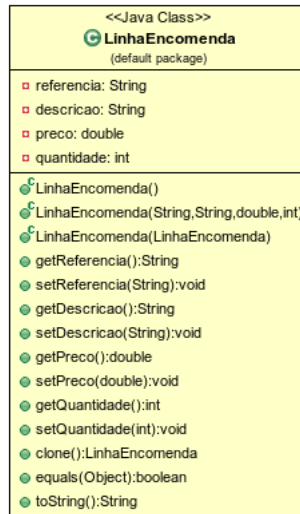 <<Java Class>>
LinhaEncomenda
(default package)
referencia: String
descricao: String
preco: double
quantidade: int
LinhaEncomenda()
LinhaEncomenda(String,String,double,int)
LinhaEncomenda(LinhaEncomenda)
getReferencia():String
setReferencia(String):void
getDescricao():String
setDescricao(String):void
getPreco():double
setPreco(double):void
getQuantidade():int
setQuantidade(int):void
clone():LinhaEncomenda
equals(Object):boolean
toString():String